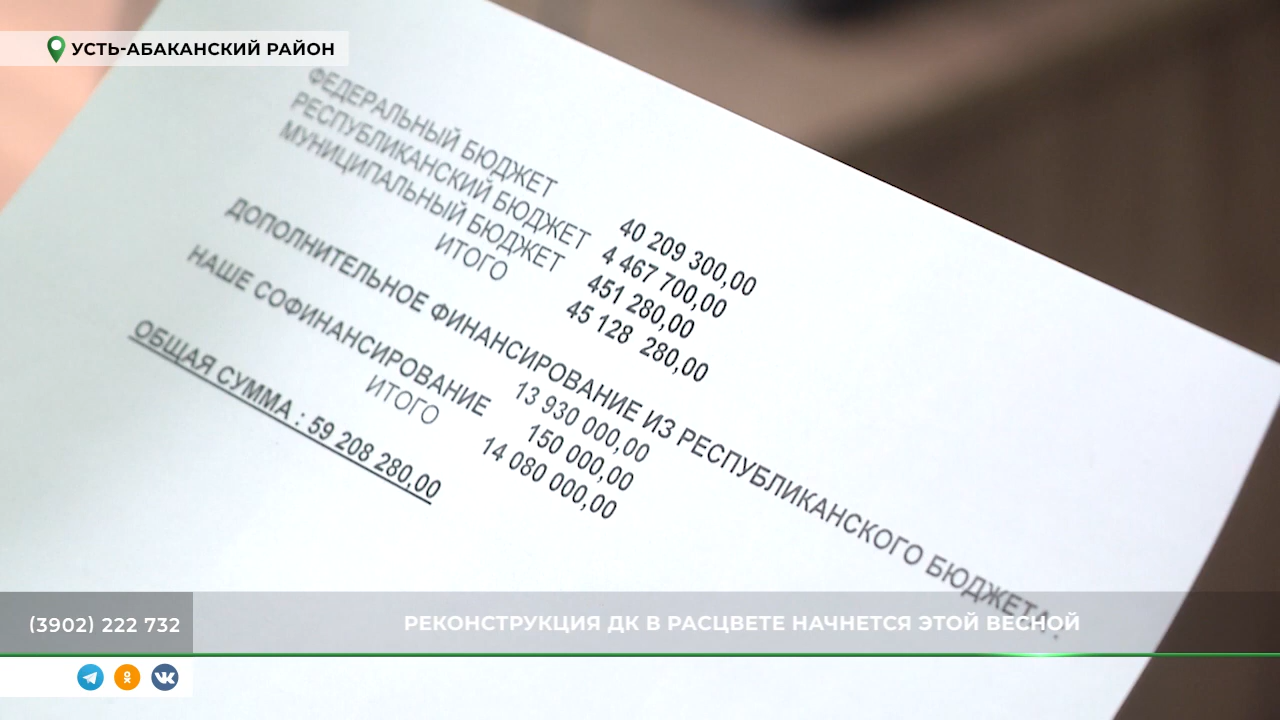 УСТЬ-АБАКАНСКИЙ РАЙОН
ФЕДЕРАЛЬНЫЙ БЮДЖЕТ 40 209 300,00
РЕСПУБЛИКАНСКИЙ БЮДЖЕТ 4 467 700,00
МУНИЦИПАЛЬНЫЙ БЮДЖЕТ 451 280,00
ИТОГО 45 128 280,00
ДОПОЛНИТЕЛЬНОЕ ФИНАНСИРОВАНИЕ ИЗ РЕСПУБЛИКАНСКОГО БЮДЖЕТА:
13 930 000,00
НАШЕ СОФИНАНСИРОВАНИЕ 150 000,00
ИТОГО 14 080 000,00
ОБЩАЯ СУММА : 59 208 280,00
(3902) 222 732
РЕКОНСТРУКЦИЯ ДК В РАСЦВЕТЕ НАЧНЕТСЯ ЭТОЙ ВЕСНОЙ